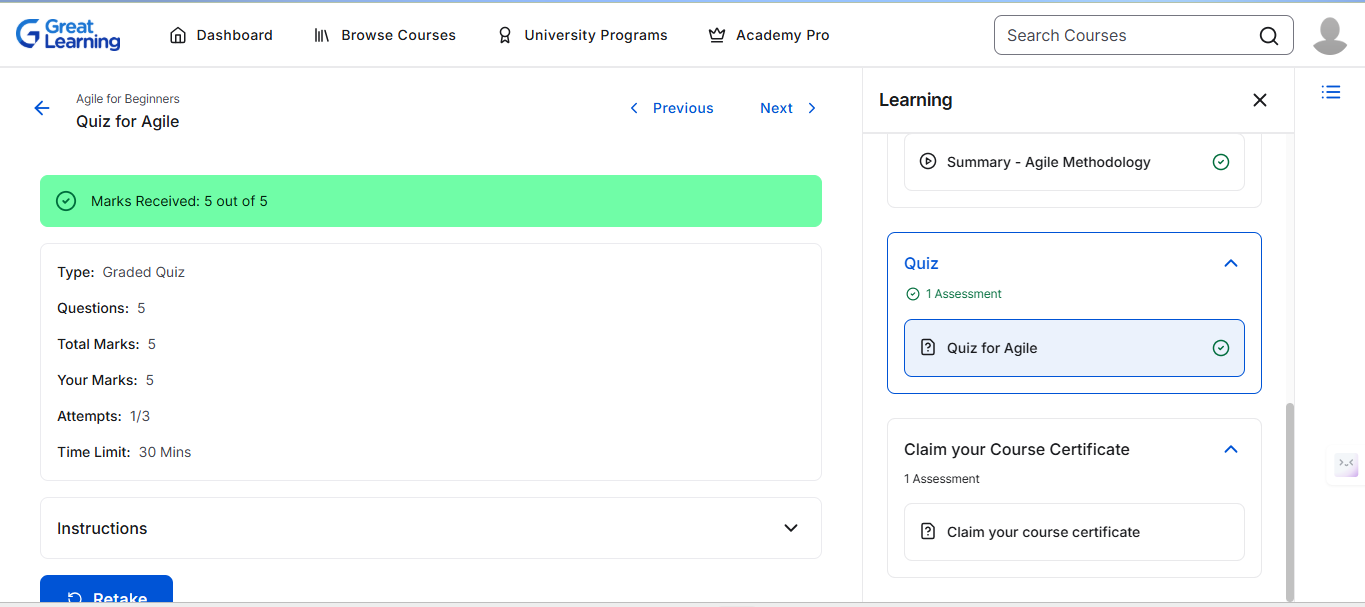 Great Learning
Dashboard
Browse Courses
University Programs
Academy Pro
Search Courses
Agile for Beginners
Quiz for Agile
Previous
Next
Marks Received: 5 out of 5
Type: Graded Quiz
Questions: 5
Total Marks: 5
Your Marks: 5
Attempts: 1/3
Time Limit: 30 Mins
Instructions
Retake
Learning
Summary - Agile Methodology
Quiz
1 Assessment
Quiz for Agile
Claim your Course Certificate
1 Assessment
Claim your course certificate